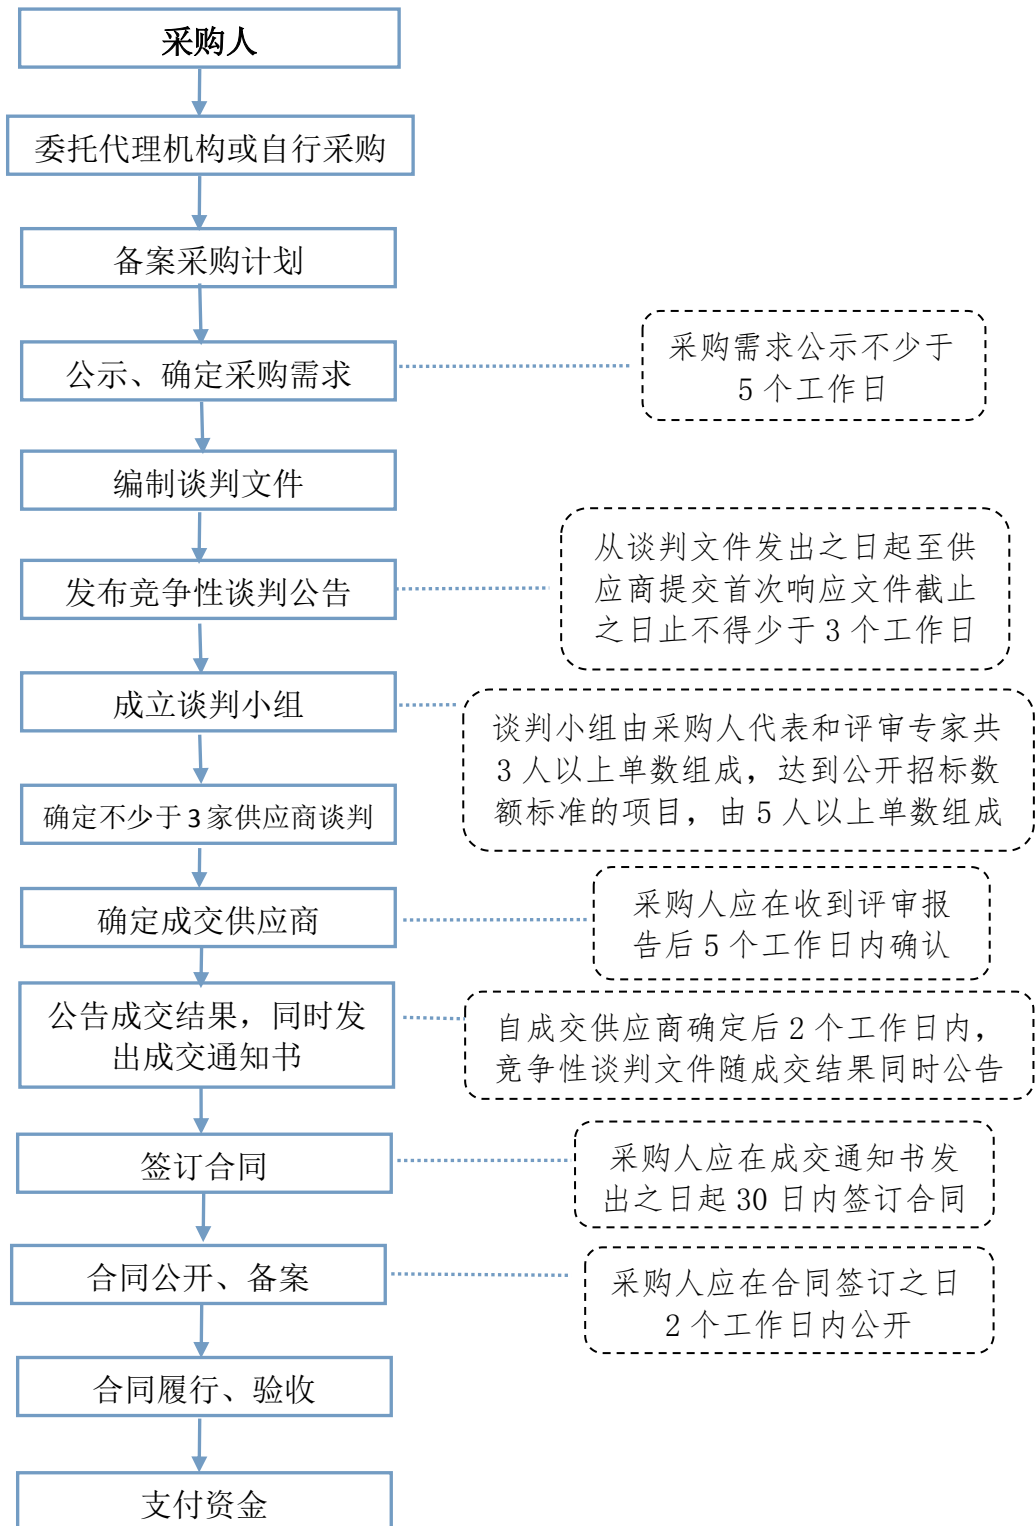 采购人
委托代理机构或自行采购
备案采购计划
公示、确定采购需求
采购需求公示不少于
5 个工作日
编制谈判文件
发布竞争性谈判公告
从谈判文件发出之日起至供
应商提交首次响应文件截止
之日止不得少于 3 个工作日
成立谈判小组
谈判小组由采购人代表和评审专家共
3 人以上单数组成，达到公开招标数
额标准的项目，由 5 人以上单数组成
确定不少于 3 家供应商谈判
确定成交供应商
采购人应在收到评审报
告后 5 个工作日内确认
公告成交结果，同时发
出成交通知书
自成交供应商确定后 2 个工作日内，
竞争性谈判文件随成交结果同时公告
签订合同
采购人应在成交通知书发
出之日起 30 日内签订合同
合同公开、备案
采购人应在合同签订之日
2 个工作日内公开
合同履行、验收
支付资金